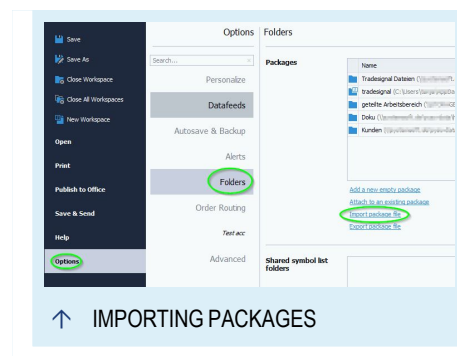 Save
Save As
Close Workspace
Close All Workspaces
New Workspace
Open
Print
Publish to Office
Save & Send
Help
Options
Options
Search...
Personalize
Datafeeds
Autosave & Backup
Alerts
Folders
Order Routing
Test acc
Advanced
Folders
Packages
Name
Tradesignal Dateien
tradesignal (C:\Users\
geteilte Arbeitsbereich
Doku
Kunden
Add a new empty package
Attach to an existing package
Import package file
Export package file
Shared symbol list
folders
↑ IMPORTING PACKAGES